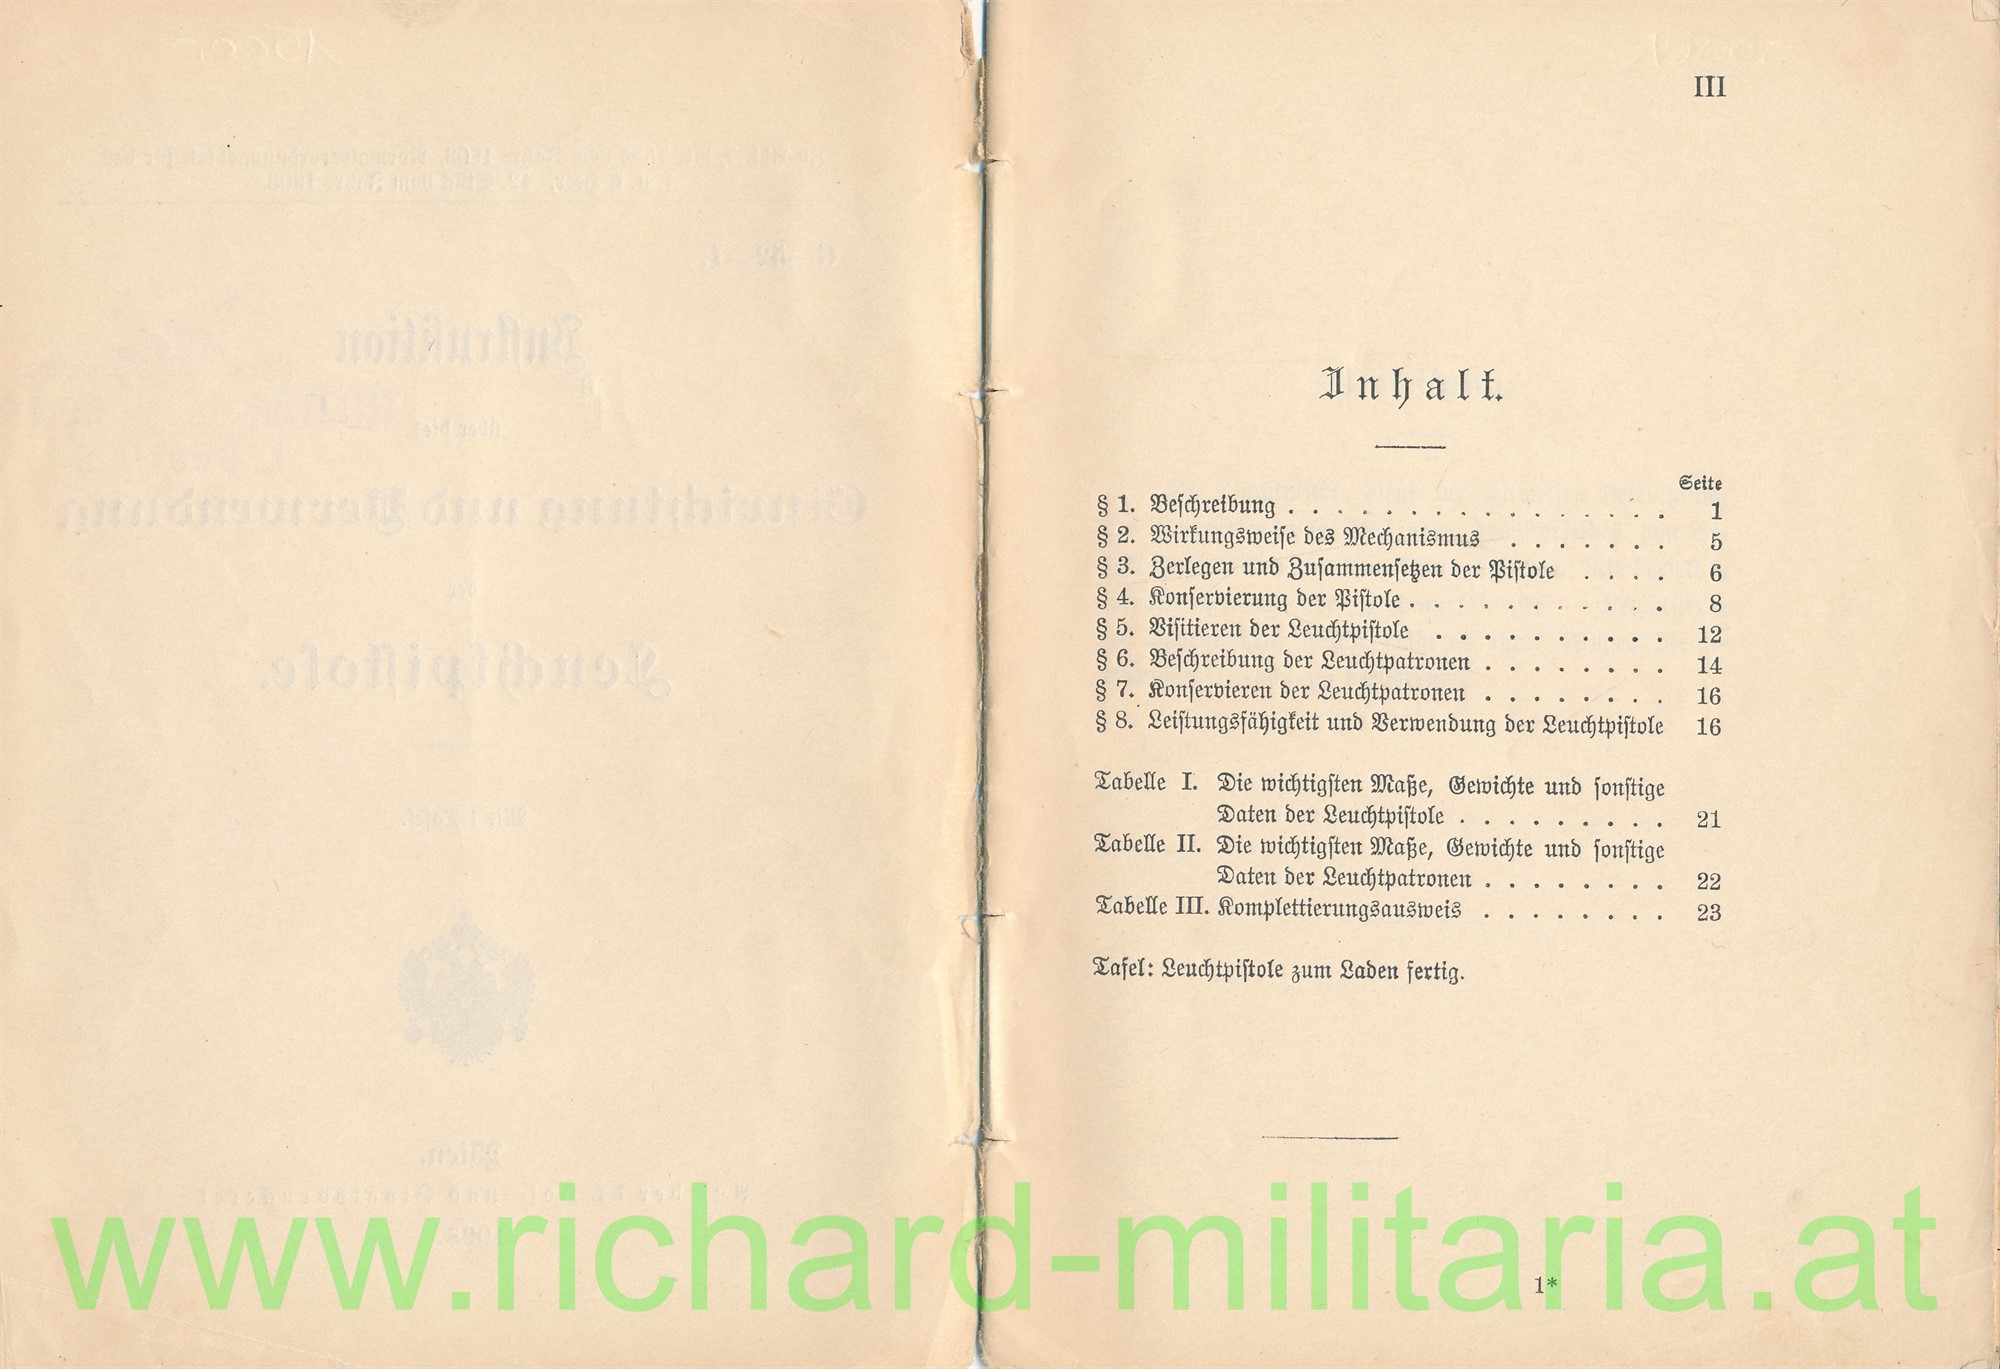 III
Inhalt.
Seite
§ 1. Beschreibung . . . . . . . . . . . . . . . . 1
§ 2. Wirkungsweise des Mechanismus . . . . . . . 5
§ 3. Zerlegen und Zusammensetzen der Pistole . . . . 6
§ 4. Konservierung der Pistole . . . . . . . . . . . 8
§ 5. Visitieren der Leuchtpistole . . . . . . . . . . 12
§ 6. Beschreibung der Leuchtpatronen . . . . . . . . 14
§ 7. Konservieren der Leuchtpatronen . . . . . . . . 16
§ 8. Leistungsfähigkeit und Verwendung der Leuchtpistole 16
Tabelle I. Die wichtigsten Maße, Gewichte und sonstige
Daten der Leuchtpistole . . . . . . . . . 21
Tabelle II. Die wichtigsten Maße, Gewichte und sonstige
Daten der Leuchtpatronen . . . . . . . . 22
Tabelle III. Komplettierungsausweis . . . . . . . . 23
Tafel: Leuchtpistole zum Laden fertig.
1*
www.richard-militaria.at